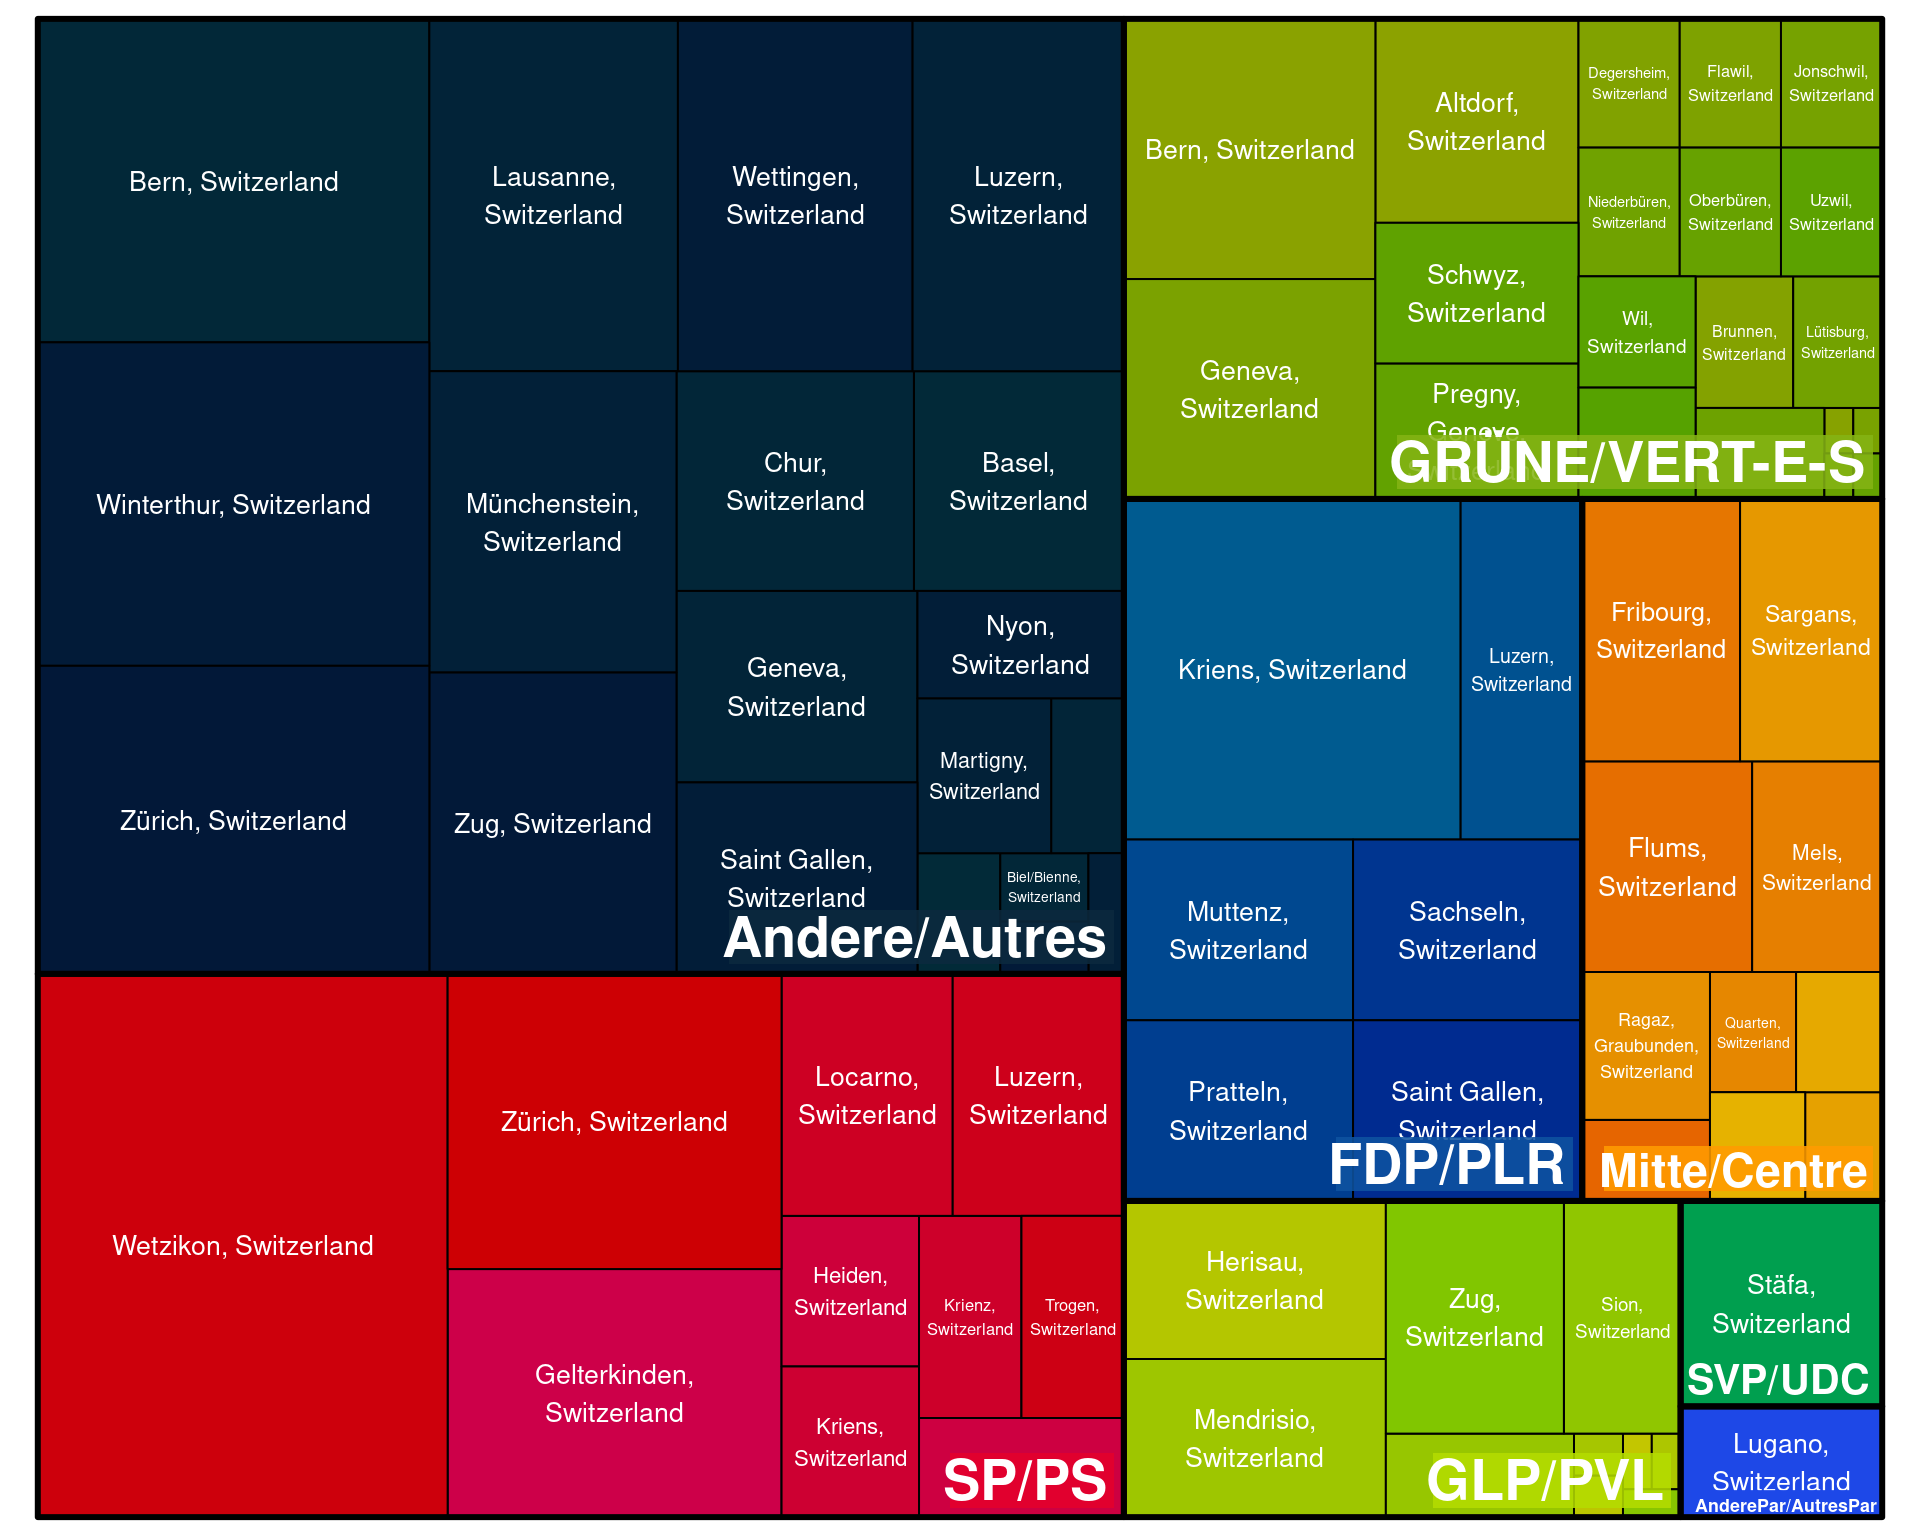 Bern, Switzerland
Lausanne,
Switzerland
Wettingen,
Switzerland
Luzern,
Switzerland
Winterthur, Switzerland
Münchenstein,
Switzerland
Chur,
Switzerland
Basel,
Switzerland
Zürich, Switzerland
Zug, Switzerland
Geneva,
Switzerland
Nyon,
Switzerland
Martigny,
Switzerland
Saint Gallen,
Switzerland
Biel/Bienne,
Switzerland
Andere/Autres
Wetzikon, Switzerland
Zürich, Switzerland
Gelterkinden,
Switzerland
Locarno,
Switzerland
Luzern,
Switzerland
Heiden,
Switzerland
Krienz,
Switzerland
Trogen,
Switzerland
Kriens,
Switzerland
SP/PS
Bern, Switzerland
Altdorf,
Switzerland
Degersheim,
Switzerland
Flawil,
Switzerland
Jonschwil,
Switzerland
Niederbüren,
Switzerland
Oberbüren,
Switzerland
Uzwil,
Switzerland
Geneva,
Switzerland
Schwyz,
Switzerland
Wil,
Switzerland
Brunnen,
Switzerland
Lütisburg,
Switzerland
Pregny,
Geneve,
GRÜNE/VERT-E-S
Kriens, Switzerland
Luzern,
Switzerland
Muttenz,
Switzerland
Sachseln,
Switzerland
Pratteln,
Switzerland
Saint Gallen,
Switzerland
FDP/PLR
Fribourg,
Switzerland
Sargans,
Switzerland
Flums,
Switzerland
Mels,
Switzerland
Ragaz,
Graubunden,
Switzerland
Quarten,
Switzerland
Mitte/Centre
Herisau,
Switzerland
Zug,
Switzerland
Sion,
Switzerland
Mendrisio,
Switzerland
GLP/PVL
Stäfa,
Switzerland
SVP/UDC
Lugano,
Switzerland
AnderePar/AutresPar